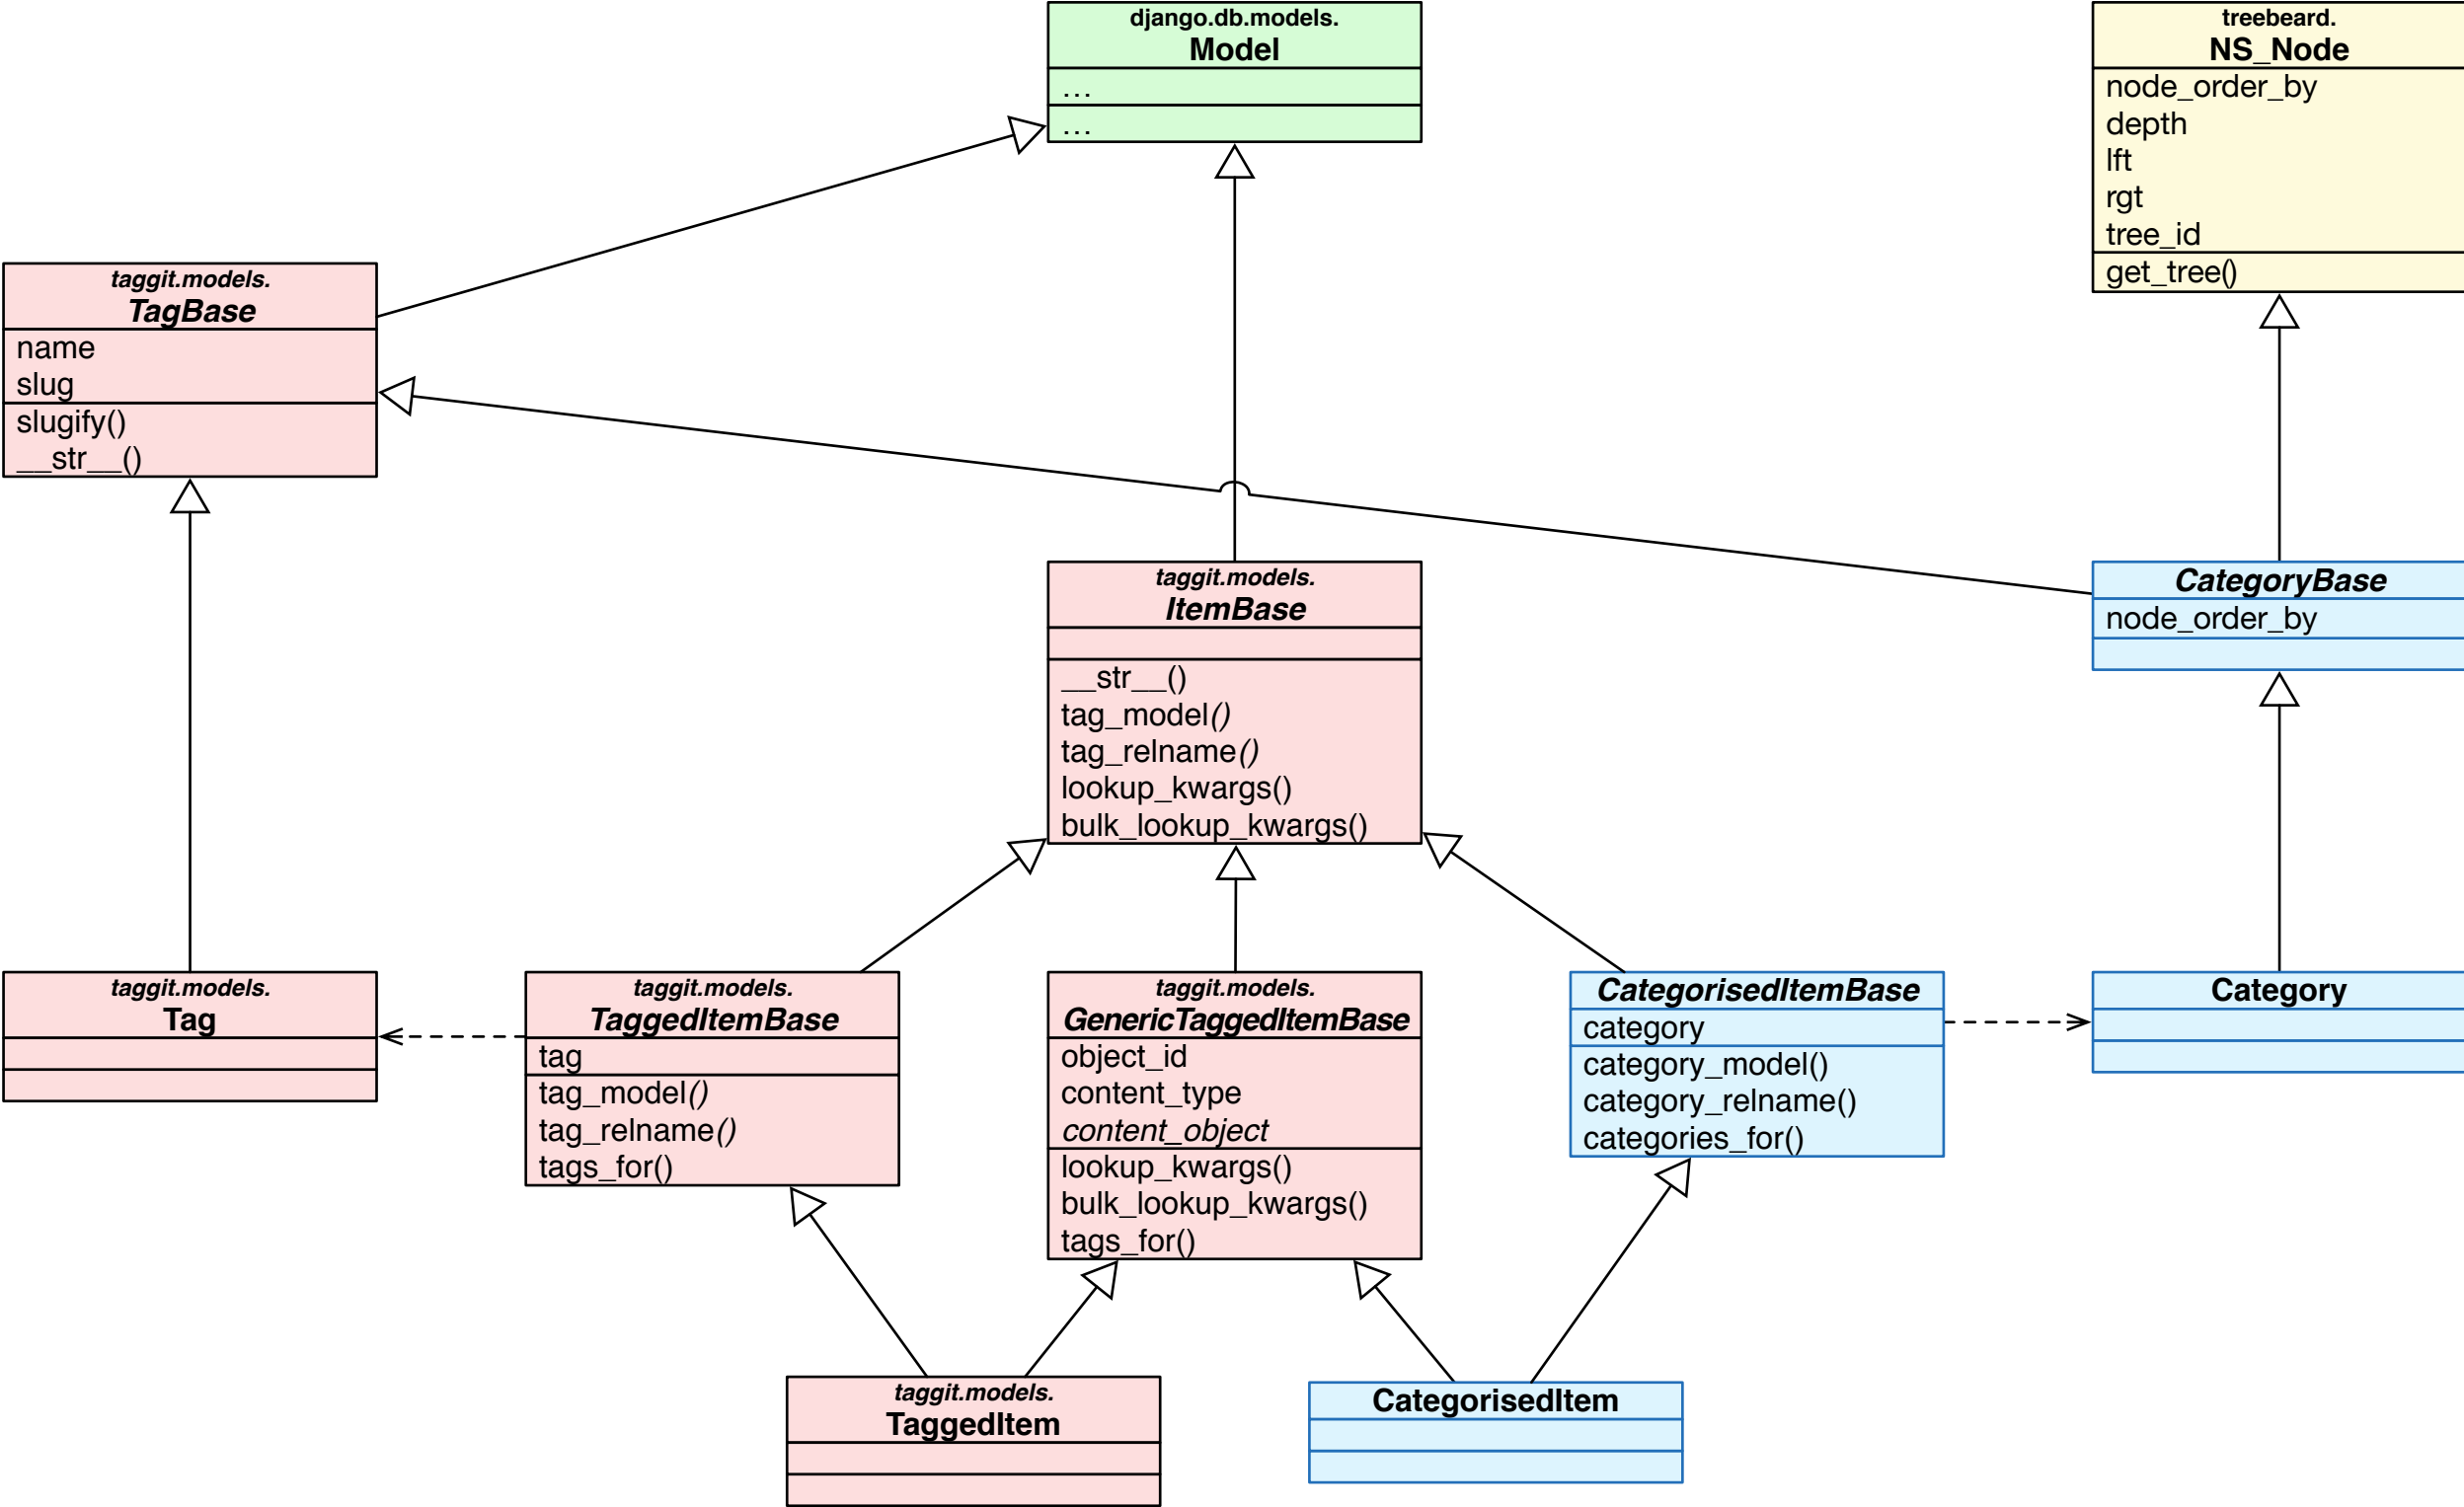 django.db.models.
Model
...
...
treebeard.
NS_Node
node_order_by
depth
lft
rgt
tree_id
get_tree()
taggit.models.
TagBase
name
slug
slugify()
__str__()
taggit.models.
ItemBase
__str__()
tag_model()
tag_relname()
lookup_kwargs()
bulk_lookup_kwargs()
CategoryBase
node_order_by
taggit.models.
Tag
taggit.models.
TaggedItemBase
tag
tag_model()
tag_relname()
tags_for()
taggit.models.
GenericTaggedItemBase
object_id
content_type
content_object
lookup_kwargs()
bulk_lookup_kwargs()
tags_for()
CategorisedItemBase
category
category_model()
category_relname()
categories_for()
Category
taggit.models.
TaggedItem
CategorisedItem